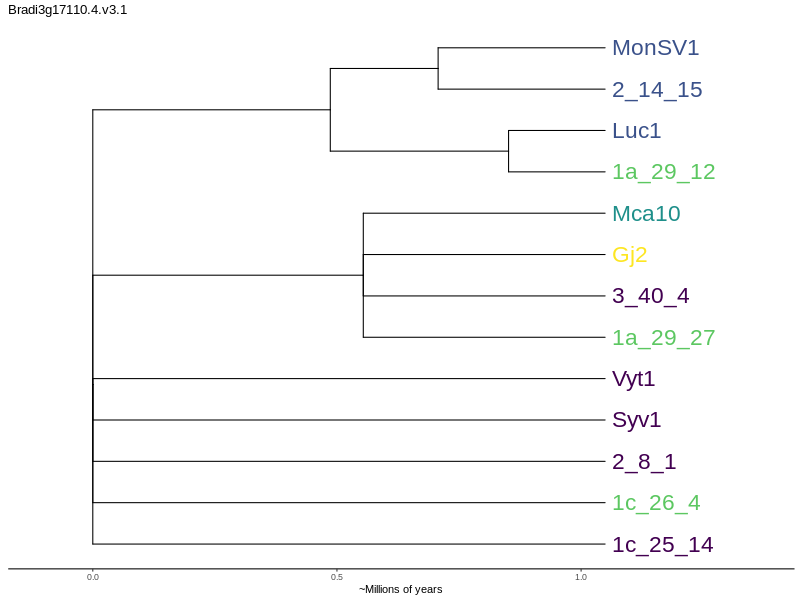 Bradi3g17110.4.v3.1
MonSV1
2_14_15
Luc1
1a_29_12
Mca10
Gj2
3_40_4
1a_29_27
Vyt1
Syv1
2_8_1
1c_26_4
1c_25_14
0.0 0.5 1.0
~Millions of years